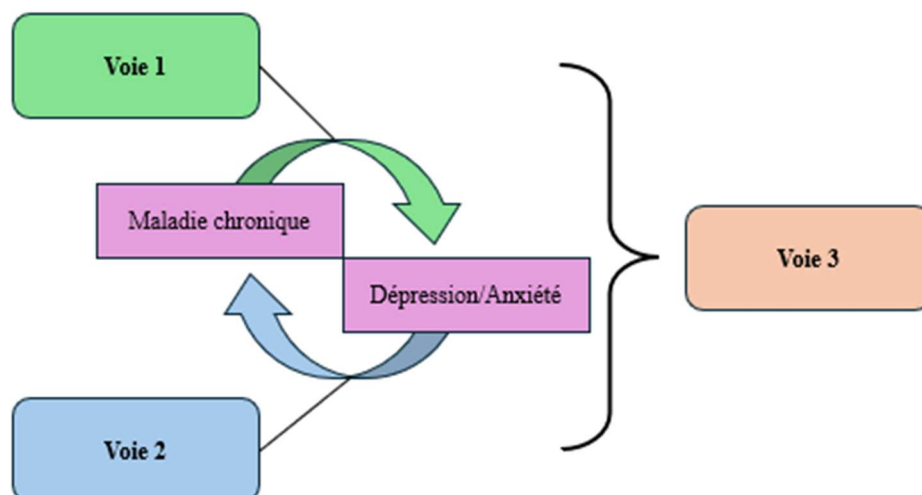 Voie 1
Maladie chronique
Dépression/Anxiété
Voie 3
Voie 2